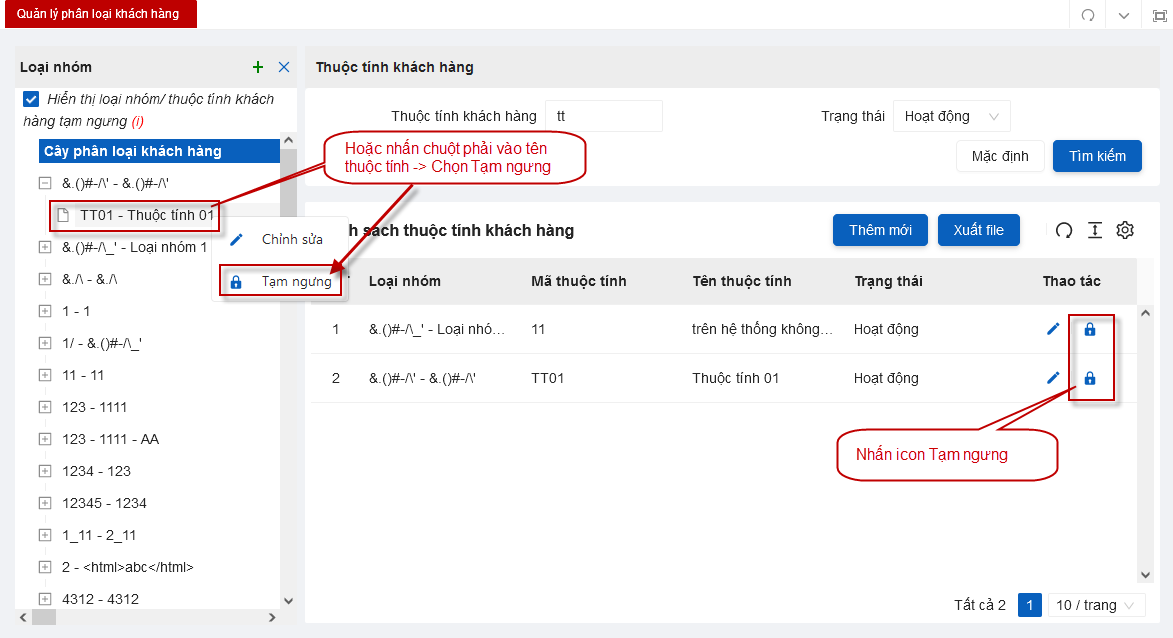 Quản lý phân loại khách hàng
Loại nhóm
Hiển thị loại nhóm/ thuộc tính khách
hàng tạm ngưng (i)
Cây phân loại khách hàng
&.()#-/\' - &.()#-/\'
TT01 - Thuộc tính 01
&.()#-/\_' - Loại nhóm 1
&./\ - &./\
1 - 1
1/ - &.()#-/\_'
11 - 11
123 - 1111
123 - 1111 - AA
1234 - 123
12345 - 1234
1_11 - 2_11
2 - <html>abc</html>
4312 - 4312
Chỉnh sửa
Tạm ngưng
Hoặc nhấn chuột phải vào tên
thuộc tính -> Chọn Tạm ngưng
Thuộc tính khách hàng
Thuộc tính khách hàng tt Trạng thái Hoạt động
Mặc định Tìm kiếm
h sách thuộc tính khách hàng Thêm mới Xuất file
Loại nhóm Mã thuộc tính Tên thuộc tính Trạng thái Thao tác
1 &.()#-/\_' - Loại nhó... 11 trên hệ thống không... Hoạt động
2 &.()#-/\' - &.()#-/\' TT01 Thuộc tính 01 Hoạt động
Nhấn icon Tạm ngưng
Tất cả 2 1 10 / trang